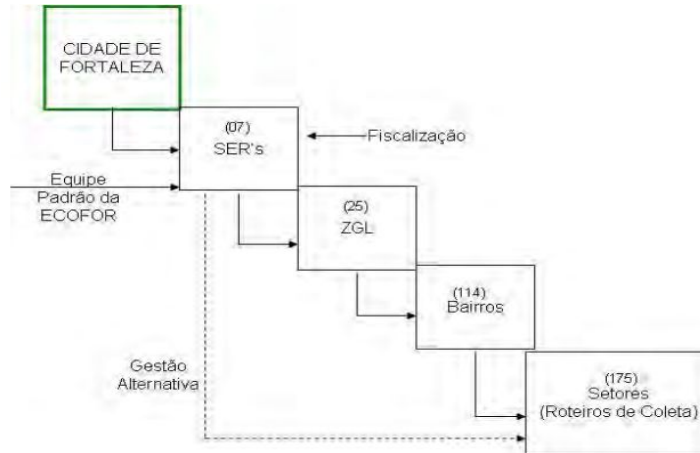 CIDADE DE
FORTALEZA
(07)
SER's
Fiscalização
Equipe
Padrão da
ECOFOR
(25)
ZGL
(114)
Bairros
Gestão
Alternativa
(175)
Setores
(Roteiros de Coleta)